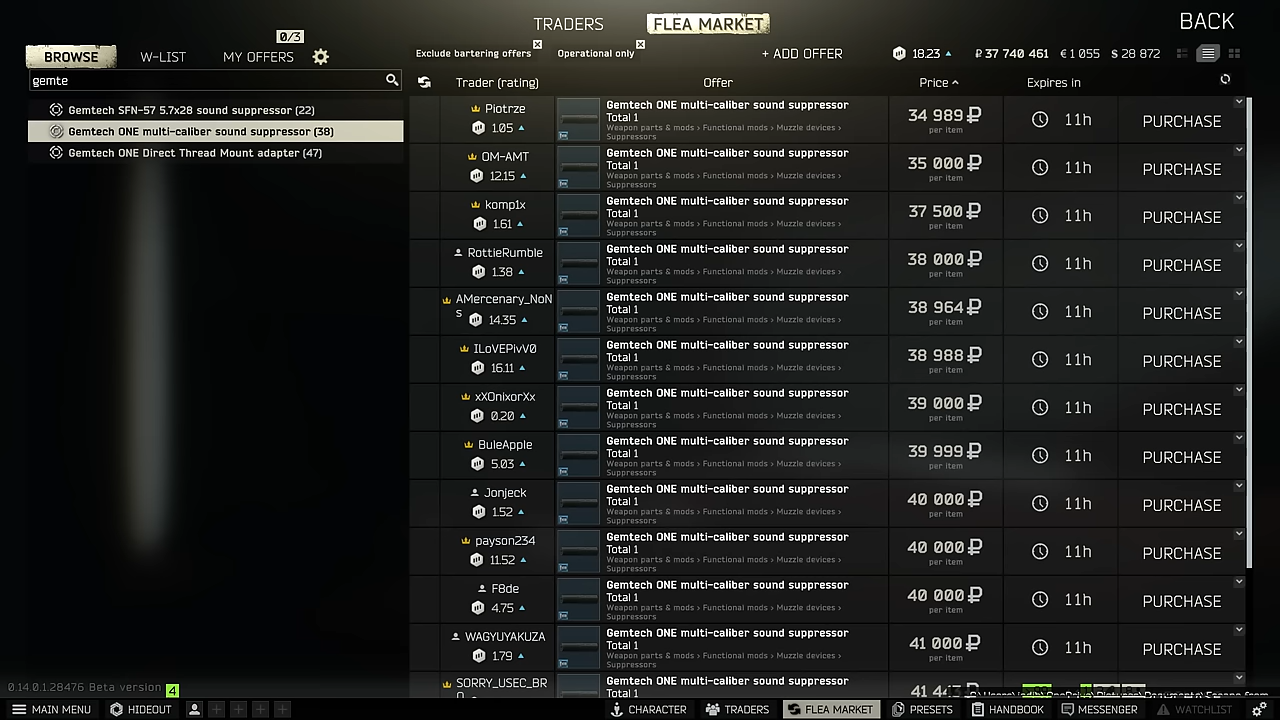 TRADERS FLEA MARKET BACK
0/3
BROWSE W-LIST MY OFFERS Exclude bartering offers x Operational only x + ADD OFFER 18.23 ₽ 37 740 461 € 1 055 $ 28 872
gemte Trader (rating) Offer Price Expires in
Gemtech SFN-57 5.7x28 sound suppressor (22)
Gemtech ONE multi-caliber sound suppressor (38)
Gemtech ONE Direct Thread Mount adapter (47)
Piotrze Gemtech ONE multi-caliber sound suppressor 34 989 ₽ 11h PURCHASE
1.05 Total 1 per item
Weapon parts & mods › Functional mods › Muzzle devices ›
Suppressors
OM-AMT Gemtech ONE multi-caliber sound suppressor 35 000 ₽ 11h PURCHASE
12.15 Total 1 per item
Weapon parts & mods › Functional mods › Muzzle devices ›
Suppressors
komp1x Gemtech ONE multi-caliber sound suppressor 37 500 ₽ 11h PURCHASE
1.61 Total 1 per item
Weapon parts & mods › Functional mods › Muzzle devices ›
Suppressors
RottieRumble Gemtech ONE multi-caliber sound suppressor 38 000 ₽ 11h PURCHASE
1.38 Total 1 per item
Weapon parts & mods › Functional mods › Muzzle devices ›
Suppressors
AMercenary_NoN Gemtech ONE multi-caliber sound suppressor 38 964 ₽ 11h PURCHASE
S 14.35 Total 1 per item
Weapon parts & mods › Functional mods › Muzzle devices ›
Suppressors
ILoVEPivV0 Gemtech ONE multi-caliber sound suppressor 38 988 ₽ 11h PURCHASE
16.11 Total 1 per item
Weapon parts & mods › Functional mods › Muzzle devices ›
Suppressors
xXOnixorXx Gemtech ONE multi-caliber sound suppressor 39 000 ₽ 11h PURCHASE
0.20 Total 1 per item
Weapon parts & mods › Functional mods › Muzzle devices ›
Suppressors
BuleApple Gemtech ONE multi-caliber sound suppressor 39 999 ₽ 11h PURCHASE
5.03 Total 1 per item
Weapon parts & mods › Functional mods › Muzzle devices ›
Suppressors
Jonjeck Gemtech ONE multi-caliber sound suppressor 40 000 ₽ 11h PURCHASE
1.52 Total 1 per item
Weapon parts & mods › Functional mods › Muzzle devices ›
Suppressors
payson234 Gemtech ONE multi-caliber sound suppressor 40 000 ₽ 11h PURCHASE
11.52 Total 1 per item
Weapon parts & mods › Functional mods › Muzzle devices ›
Suppressors
F8de Gemtech ONE multi-caliber sound suppressor 40 000 ₽ 11h PURCHASE
4.75 Total 1 per item
Weapon parts & mods › Functional mods › Muzzle devices ›
Suppressors
WAGYUYAKUZA Gemtech ONE multi-caliber sound suppressor 41 000 ₽ 11h PURCHASE
1.79 Total 1 per item
Weapon parts & mods › Functional mods › Muzzle devices ›
Suppressors
SORRY_USEC_BR Gemtech ONE multi-caliber sound suppressor
Total 1
0.14.0.1.28476 Beta version 4
MAIN MENU HIDEOUT CHARACTER TRADERS FLEA MARKET PRESETS HANDBOOK MESSENGER WATCHLIST